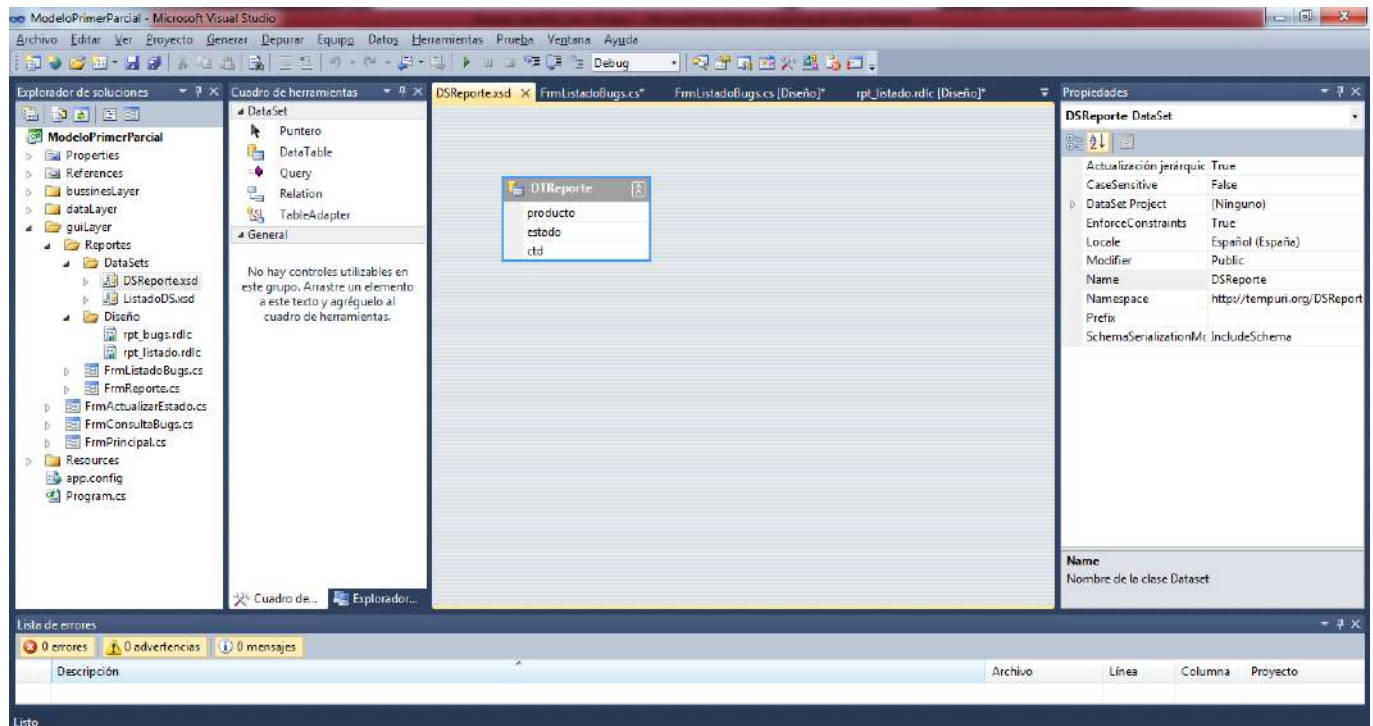 ModeloPrimerParcial - Microsoft Visual Studio
Archivo Editar Ver Proyecto Generar Depurar Equipo Datos Herramientas Prueba Ventana Ayuda
Debug
Explorador de soluciones
ModeloPrimerParcial
Properties
References
bussinesLayer
dataLayer
guiLayer
Reportes
DataSets
DSReporte.xsd
ListadoDS.xsd
Diseño
rpt_bugs.rdlc
rpt_listado.rdlc
FrmListadoBugs.cs
FrmReporte.cs
FrmActualizarEstado.cs
FrmConsultaBugs.cs
FrmPrincipal.cs
Resources
app.config
Program.cs
Cuadro de herramientas
DataSet
Puntero
DataTable
Query
Relation
TableAdapter
General
No hay controles utilizables en
este grupo. Arrastre un elemento
a este texto y agréguelo al
cuadro de herramientas.
Cuadro de... Explorador...
DSReporte.xsd FrmListadoBugs.cs* FrmListadoBugs.cs [Diseño]* rpt_listado.rdlc [Diseño]*
DTReporte
producto
estado
ctd
Propiedades
DSReporte DataSet
Actualización jerárquic True
CaseSensitive False
DataSet Project (Ninguno)
EnforceConstraints True
Locale Español (España)
Modifier Public
Name DSReporte
Namespace http://tempuri.org/DSReport
Prefix
SchemaSerializationMo IncludeSchema
Name
Nombre de la clase Dataset
Lista de errores
0 errores 0 advertencias 0 mensajes
Descripción Archivo Línea Columna Proyecto
Listo